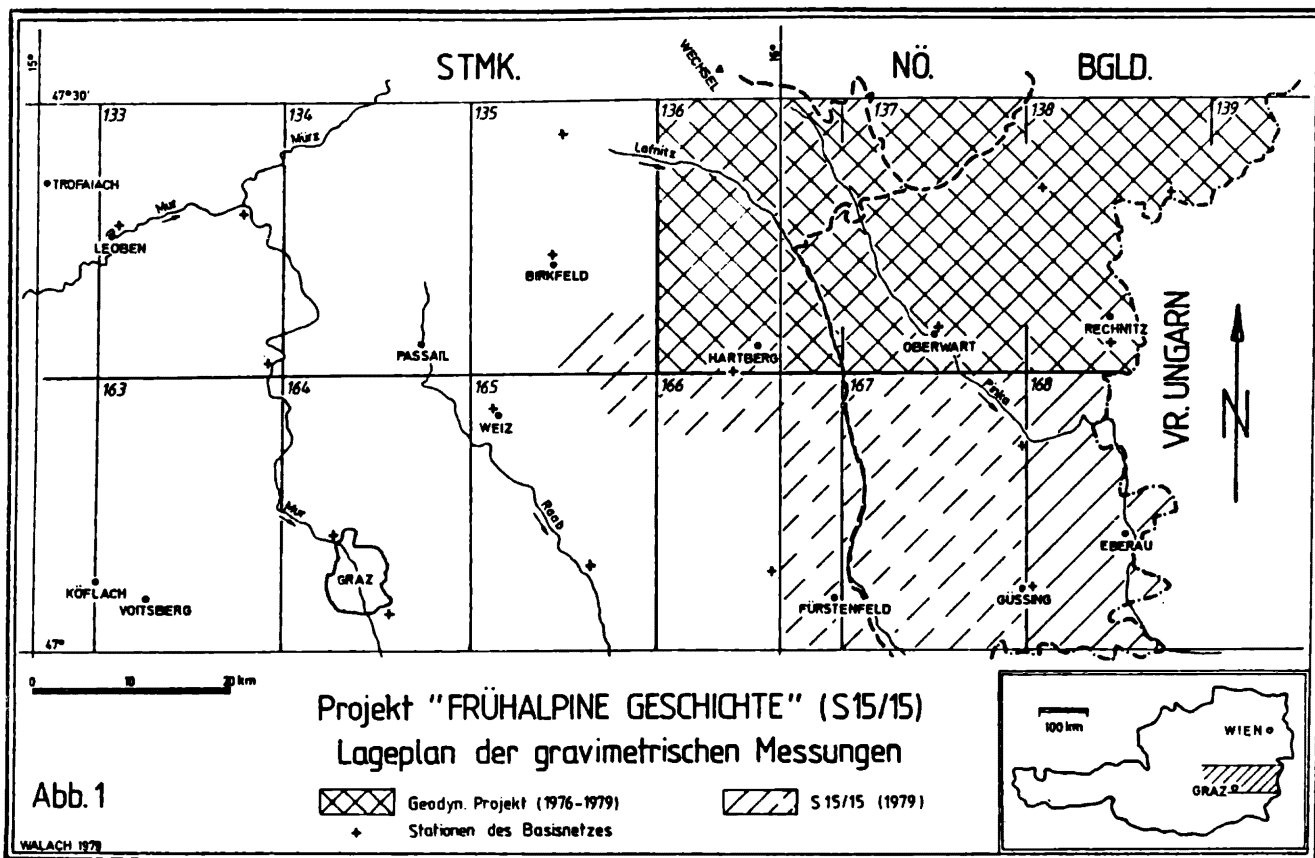 STMK.
NÖ.
BGLD.
WECHSEL
15°
16°
47°30'
133
134
135
136
137
138
139
Mürz
Lafnitz
TROFAIACH
Mur
LEOBEN
BIRKFELD
PASSAIL
HARTBERG
OBERWART
RECHNITZ
VR. UNGARN
N
163
164
165
166
167
168
Pinka
WEIZ
Mur
Raab
EBERAU
GRAZ
KÖFLACH
VOITSBERG
FÜRSTENFELD
GÜSSING
47°
0 10 20 km
Projekt "FRÜHALPINE GESCHICHTE" (S15/15)
Lageplan der gravimetrischen Messungen
Abb. 1
Geodyn. Projekt (1976-1979)
S 15/15 (1979)
Stationen des Basisnetzes
WALACH 1979
100 km
WIEN
GRAZ